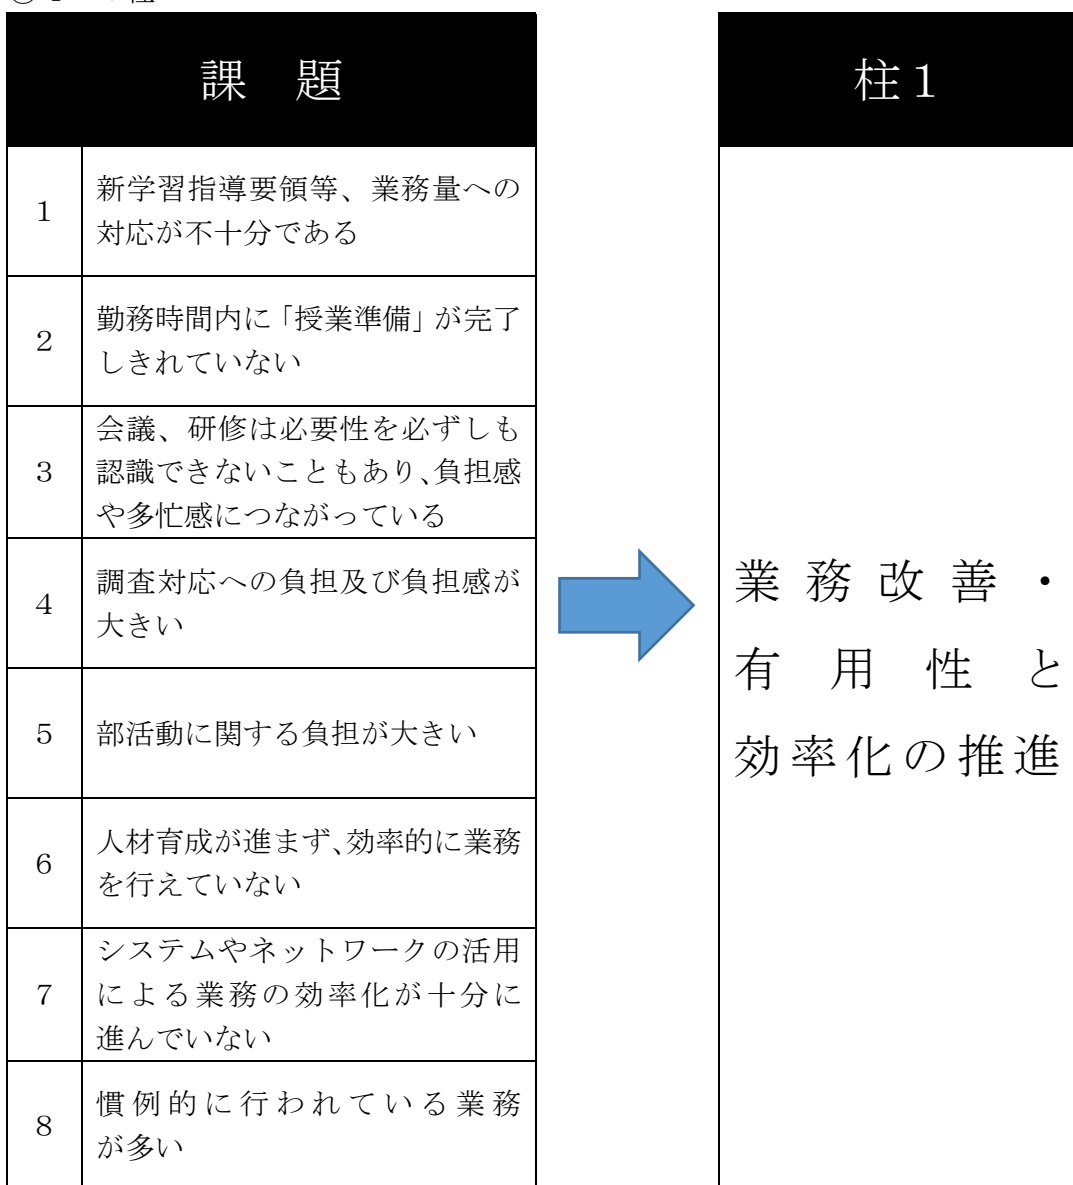 課 題
1
新学習指導要領等、業務量への
対応が不十分である
2
勤務時間内に「授業準備」が完了
しきれていない
3
会議、研修は必要性を必ずしも
認識できないこともあり、負担感
や多忙感につながっている
4
調査対応への負担及び負担感が
大きい
5
部活動に関する負担が大きい
6
人材育成が進まず、効率的に業務
を行えていない
7
システムやネットワークの活用
による業務の効率化が十分に
進んでいない
8
慣例的に行われている業務
が多い
柱1
業務改善・
有用性と
効率化の推進